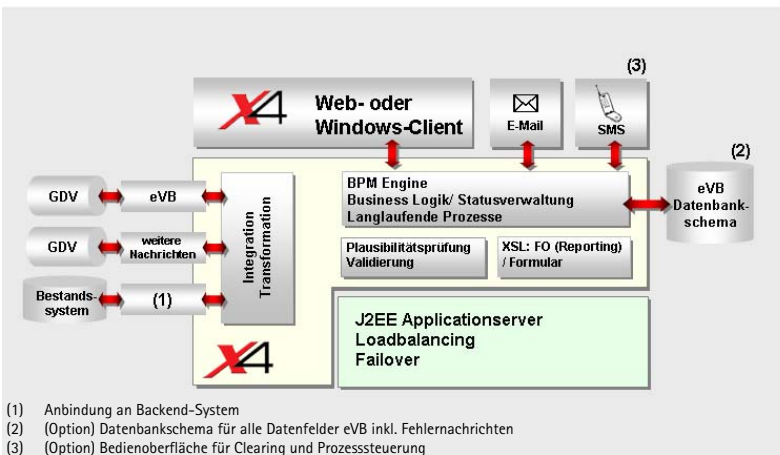 (3)
X4
Web- oder
Windows-Client
E-Mail
SMS
(2)
GDV
eVB
GDV
weitere
Nachrichten
Bestands-
system
(1)
Integration
Transformation
BPM Engine
Business Logik/ Statusverwaltung
Langlaufende Prozesse
Plausibilitätsprüfung
Validierung
XSL: FO (Reporting)
/ Formular
eVB
Datenbank-
schema
X4
J2EE Applicationserver
Loadbalancing
Failover
(1) Anbindung an Backend-System
(2) (Option) Datenbankschema für alle Datenfelder eVB inkl. Fehlernachrichten
(3) (Option) Bedienoberfläche für Clearing und Prozesssteuerung